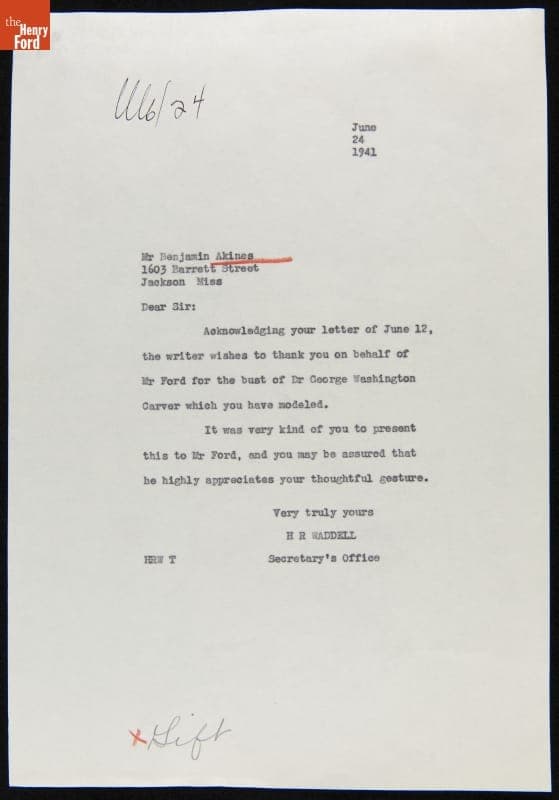 the
Henry
Ford
6/24
June
24
1941
Mr Benjamin Akines
1603 Barrett Street
Jackson Miss
Dear Sir:
Acknowledging your letter of June 12,
the writer wishes to thank you on behalf of
Mr Ford for the bust of Dr George Washington
Carver which you have modeled.
It was very kind of you to present
this to Mr Ford, and you may be assured that
he highly appreciates your thoughtful gesture.
Very truly yours
H R WADDELL
HRW T Secretary's Office
x Gift